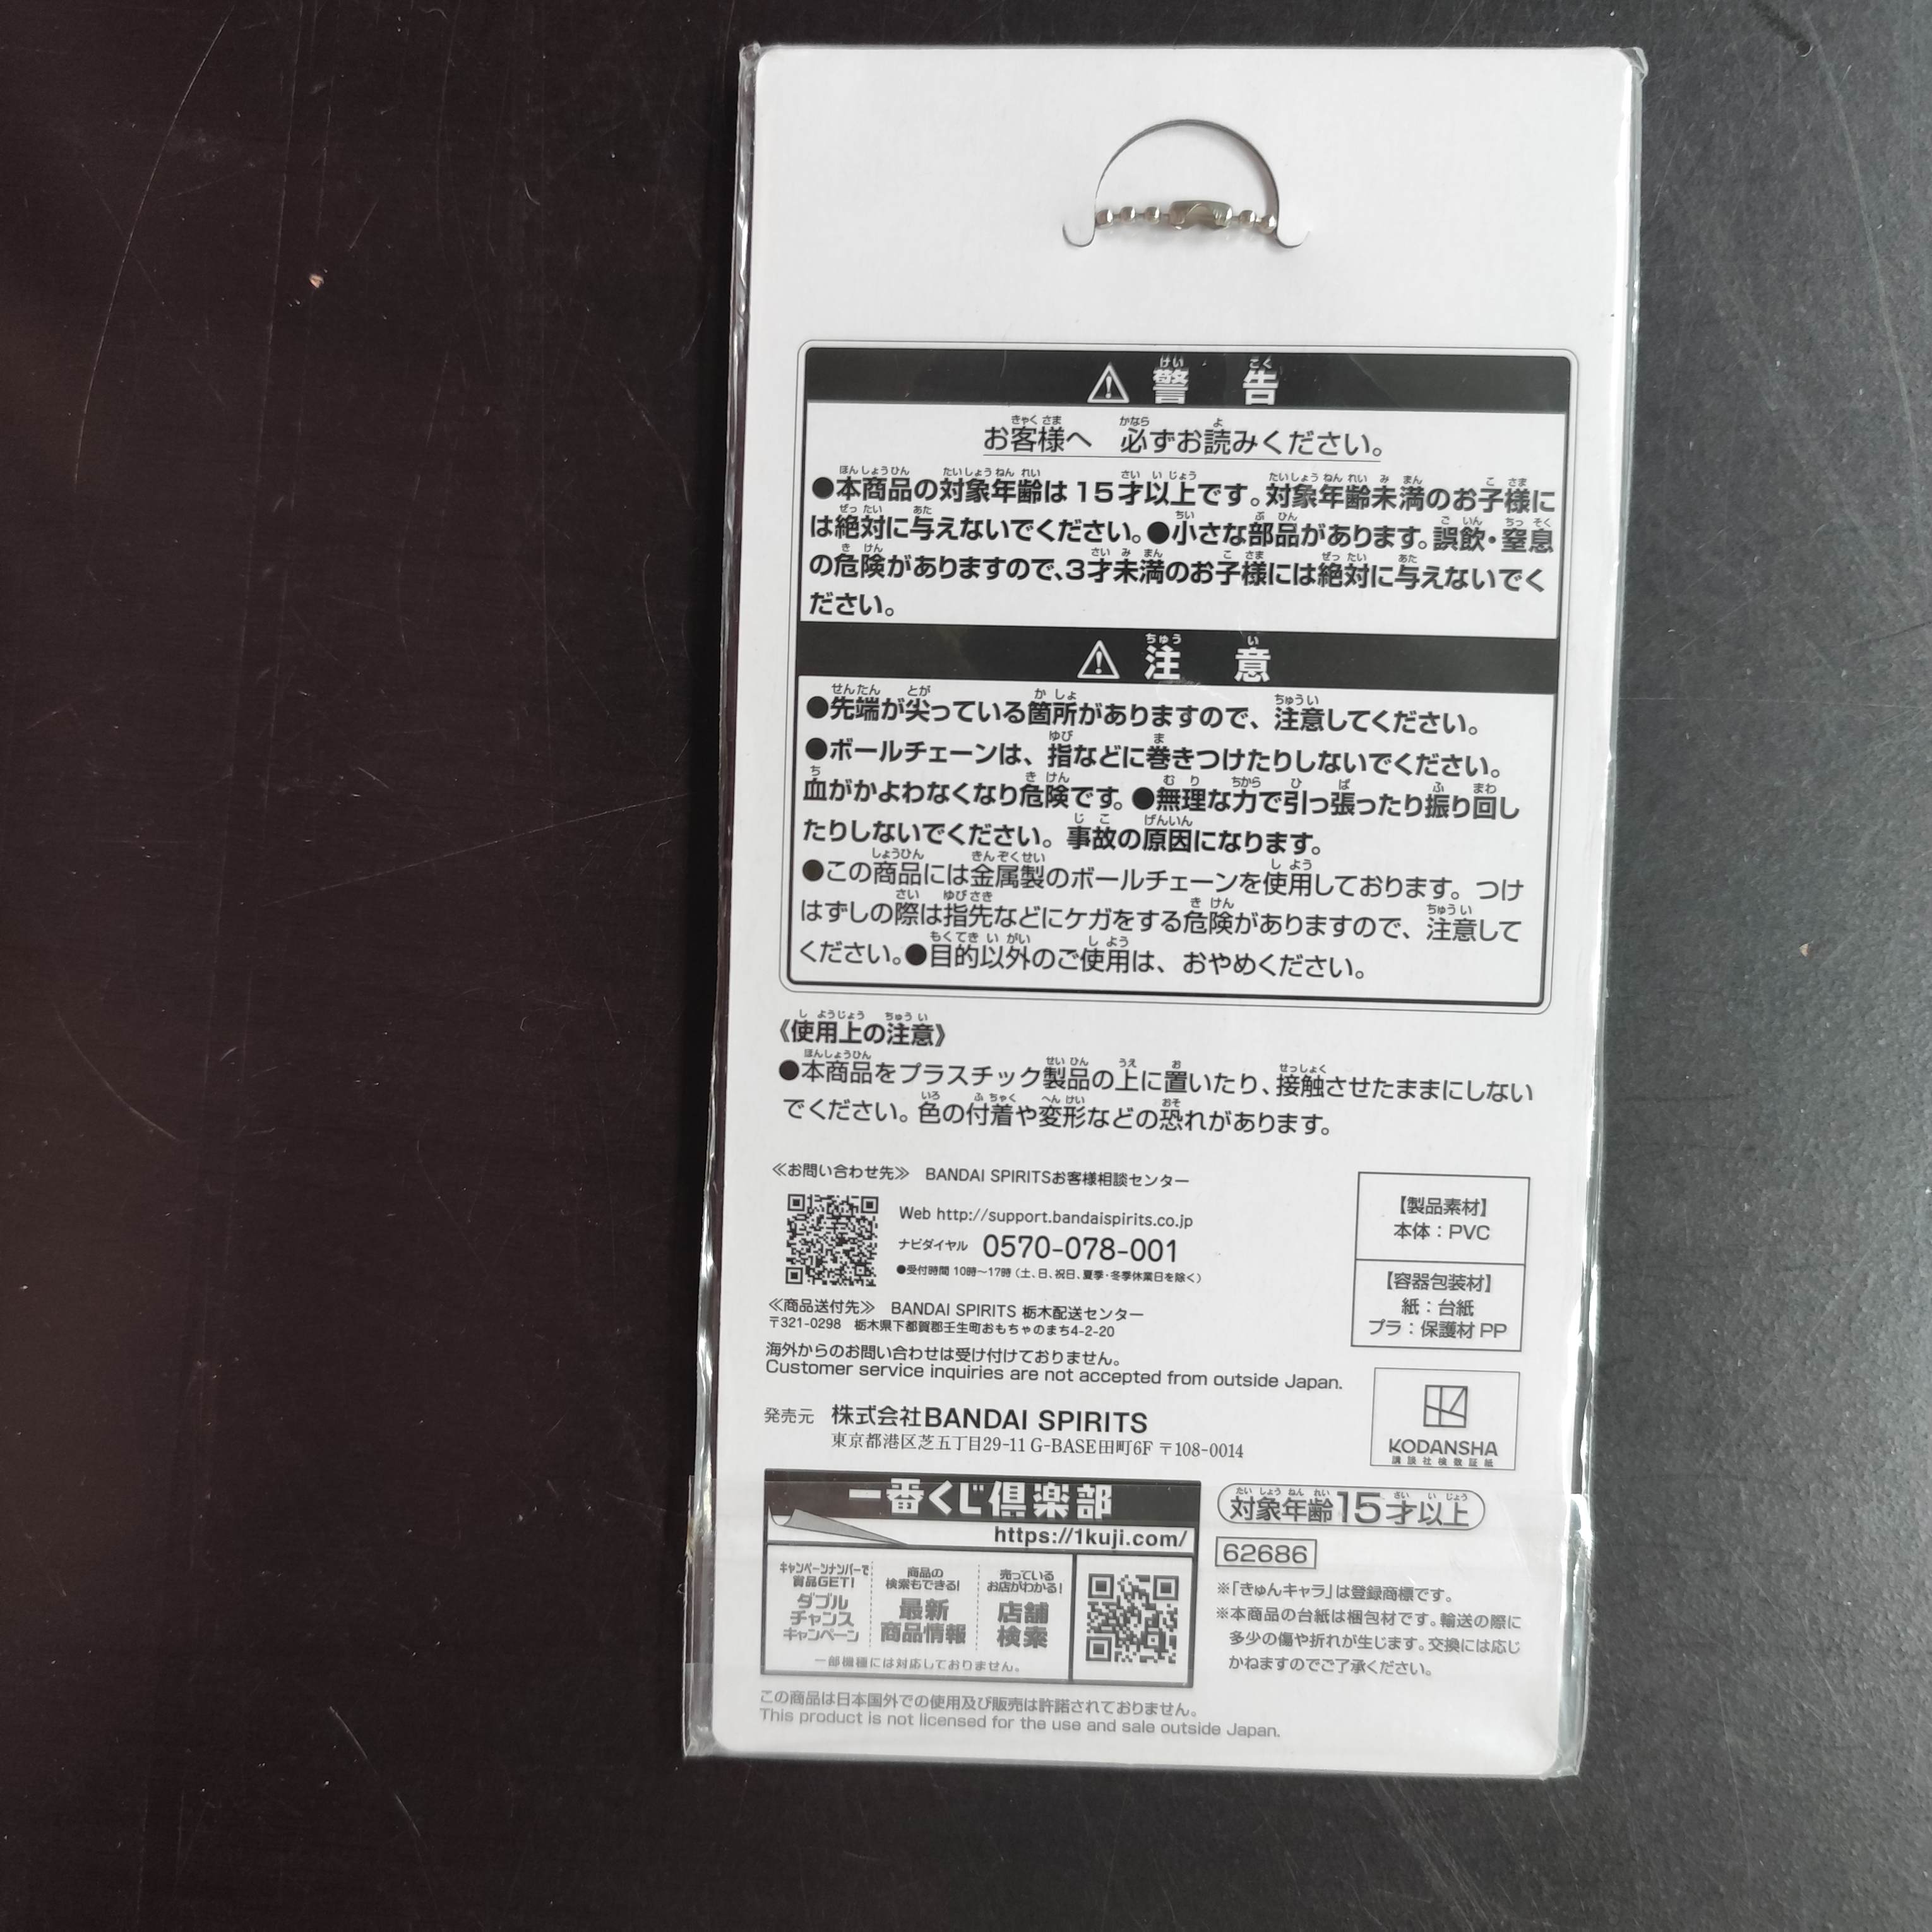 警告
お客様へ 必ずお読みください。
●本商品の対象年齢は15才以上です。対象年齢未満のお子様に
は絶対に与えないでください。●小さな部品があります。誤飲・窒息
の危険がありますので、3才未満のお子様には絶対に与えないでく
ださい。
注意
●先端が尖っている箇所がありますので、注意してください。
●ボールチェーンは、指などに巻きつけたりしないでください。
血がかよわなくなり危険です。●無理な力で引っ張ったり振り回し
たりしないでください。事故の原因になります。
●この商品には金属製のボールチェーンを使用しております。つけ
はずしの際は指先などにケガをする危険がありますので、注意して
ください。●目的以外のご使用は、おやめください。
《使用上の注意》
●本商品をプラスチック製品の上に置いたり、接触させたままにしない
でください。色の付着や変形などの恐れがあります。
≪お問い合わせ先≫ BANDAI SPIRITSお客様相談センター
Web http://support.bandaispirits.co.jp
ナビダイヤル 0570-078-001
●受付時間 10時～17時(土、日、祝日、夏季・冬季休業日を除く)
≪商品送付先≫ BANDAI SPIRITS 栃木配送センター
〒321-0298 栃木県下都賀郡壬生町おもちゃのまち4-2-20
海外からのお問い合わせは受け付けておりません。
Customer service inquiries are not accepted from outside Japan.
【製品素材】
本体：PVC
【容器包装材】
紙：台紙
プラ：保護材 PP
発売元 株式会社BANDAI SPIRITS
東京都港区芝五丁目29-11 G-BASE田町6F 〒108-0014
KODANSHA
講談社検数証紙
一番くじ倶楽部
https://1kuji.com/
キャンペーンナンバーで
賞品GET!
ダブル
チャンス
キャンペーン
商品の
検索もできる!
最新
商品情報
売っている
お店がわかる!
店舗
検索
一部機種には対応しておりません。
対象年齢15才以上
62686
※「きゅんキャラ」は登録商標です。
※本商品の台紙は梱包材です。輸送の際に
多少の傷や折れが生じます。交換には応じ
かねますのでご了承ください。
この商品は日本国外での使用及び販売は許諾されておりません。
This product is not licensed for the use and sale outside Japan.